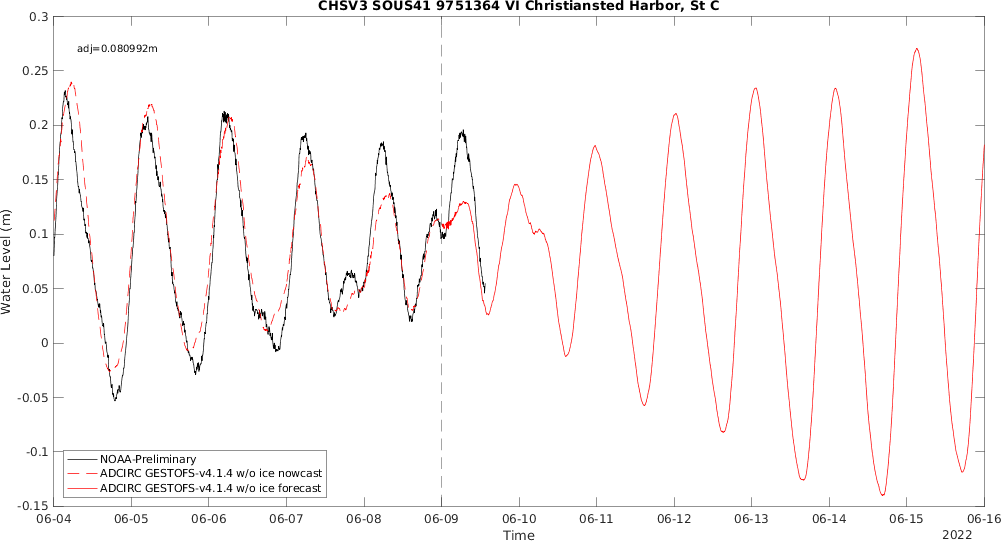 CHSV3 SOUS41 9751364 VI Christiansted Harbor, St C
adj=0.080992m
0.3
0.25
0.2
0.15
0.1
0.05
0
-0.05
-0.1
-0.15
Water Level (m)
NOAA-Preliminary
ADCIRC GESTOFS-v4.1.4 w/o ice nowcast
ADCIRC GESTOFS-v4.1.4 w/o ice forecast
06-04 06-05 06-06 06-07 06-08 06-09 06-10 06-11 06-12 06-13 06-14 06-15 06-16
Time
2022